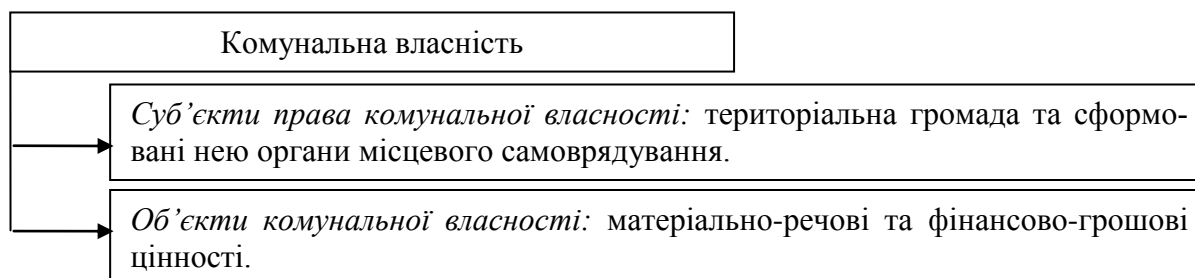 Комунальна власність
Суб’єкти права комунальної власності: територіальна громада та сформо-
вані нею органи місцевого самоврядування.
Об’єкти комунальної власності: матеріально-речові та фінансово-грошові
цінності.